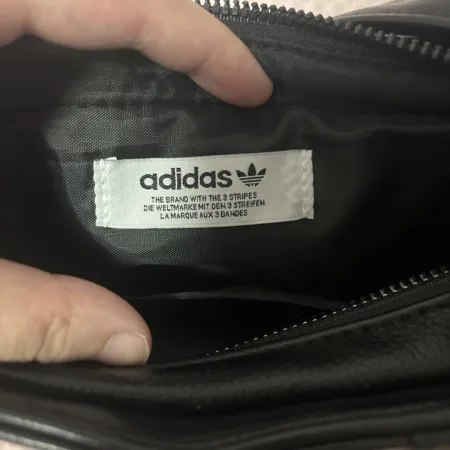 adidas
THE BRAND WITH THE 3 STRIPES
DIE WELTMARKE MIT DEN 3 STREIFEN
LA MARQUE AUX 3 BANDES